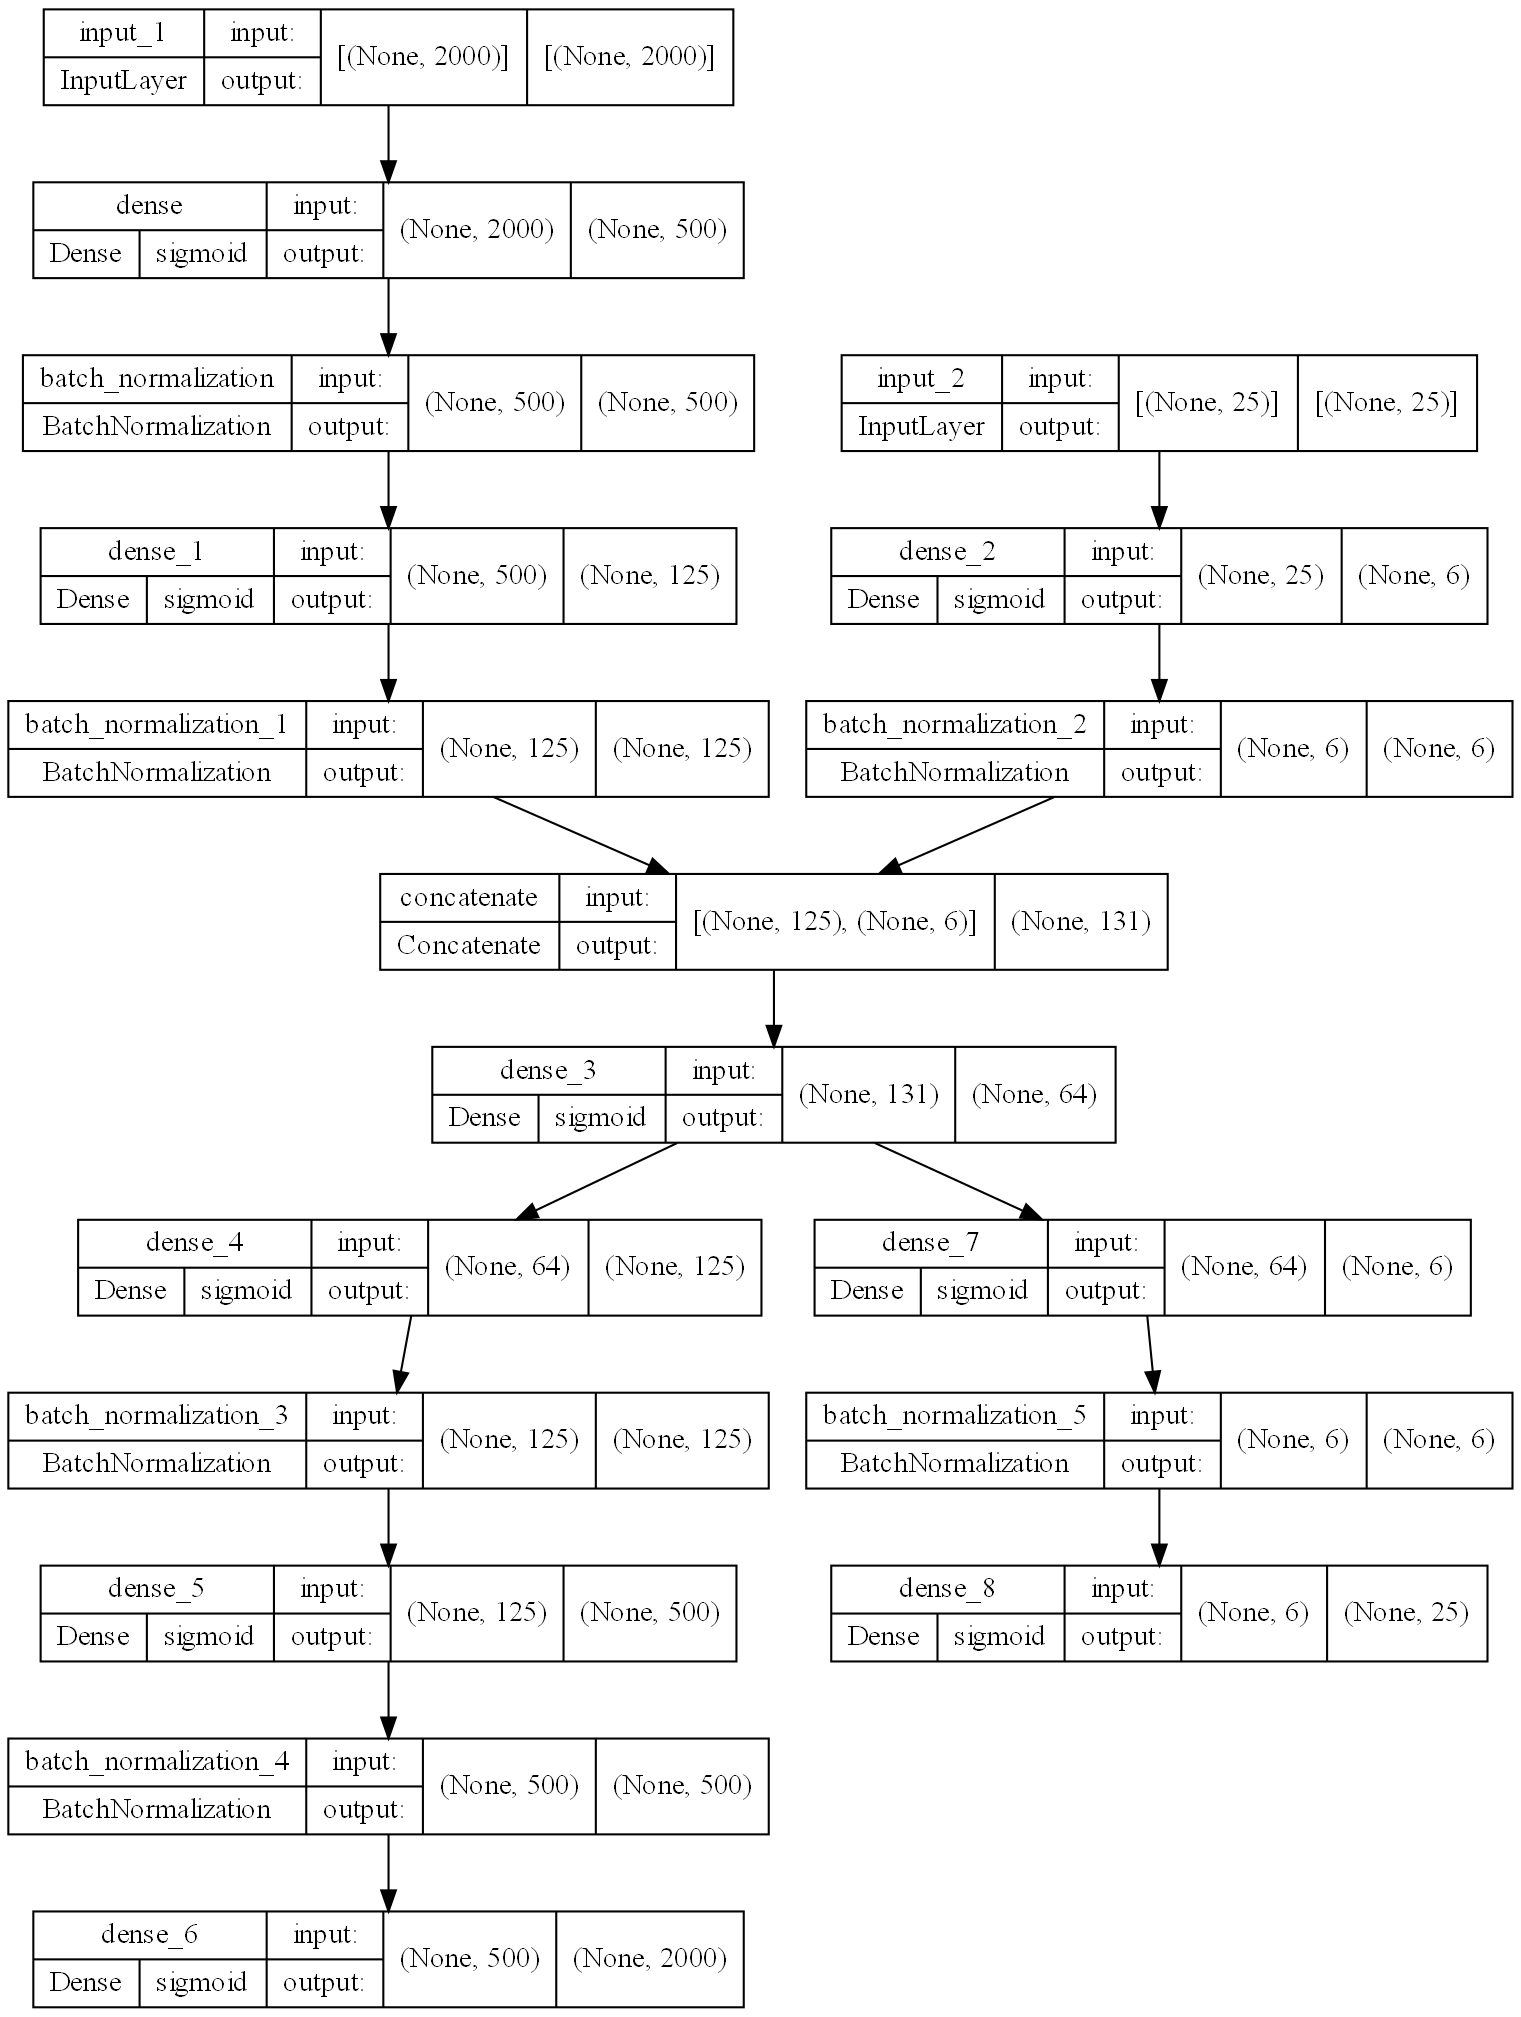 input_1 input: [(None, 2000)] [(None, 2000)]
InputLayer output:
dense input: (None, 2000) (None, 500)
Dense sigmoid output:
batch_normalization input: (None, 500) (None, 500)
BatchNormalization output:
input_2 input: [(None, 25)] [(None, 25)]
InputLayer output:
dense_1 input: (None, 500) (None, 125)
Dense sigmoid output:
dense_2 input: (None, 25) (None, 6)
Dense sigmoid output:
batch_normalization_1 input: (None, 125) (None, 125)
BatchNormalization output:
batch_normalization_2 input: (None, 6) (None, 6)
BatchNormalization output:
concatenate input: [(None, 125), (None, 6)] (None, 131)
Concatenate output:
dense_3 input: (None, 131) (None, 64)
Dense sigmoid output:
dense_4 input: (None, 64) (None, 125)
Dense sigmoid output:
dense_7 input: (None, 64) (None, 6)
Dense sigmoid output:
batch_normalization_3 input: (None, 125) (None, 125)
BatchNormalization output:
batch_normalization_5 input: (None, 6) (None, 6)
BatchNormalization output:
dense_5 input: (None, 125) (None, 500)
Dense sigmoid output:
dense_8 input: (None, 6) (None, 25)
Dense sigmoid output:
batch_normalization_4 input: (None, 500) (None, 500)
BatchNormalization output:
dense_6 input: (None, 500) (None, 2000)
Dense sigmoid output: